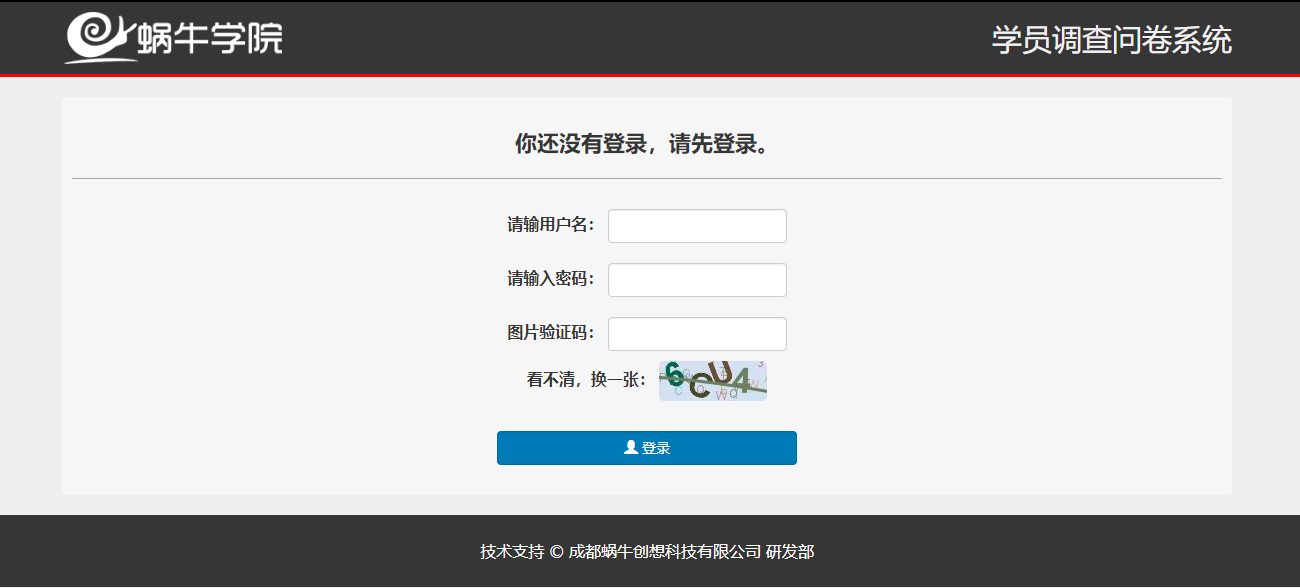 蜗牛学院
学员调查问卷系统
你还没有登录，请先登录。
请输用户名：
请输入密码：
图片验证码：
看不清，换一张：
6CU4
登录
技术支持 © 成都蜗牛创想科技有限公司 研发部